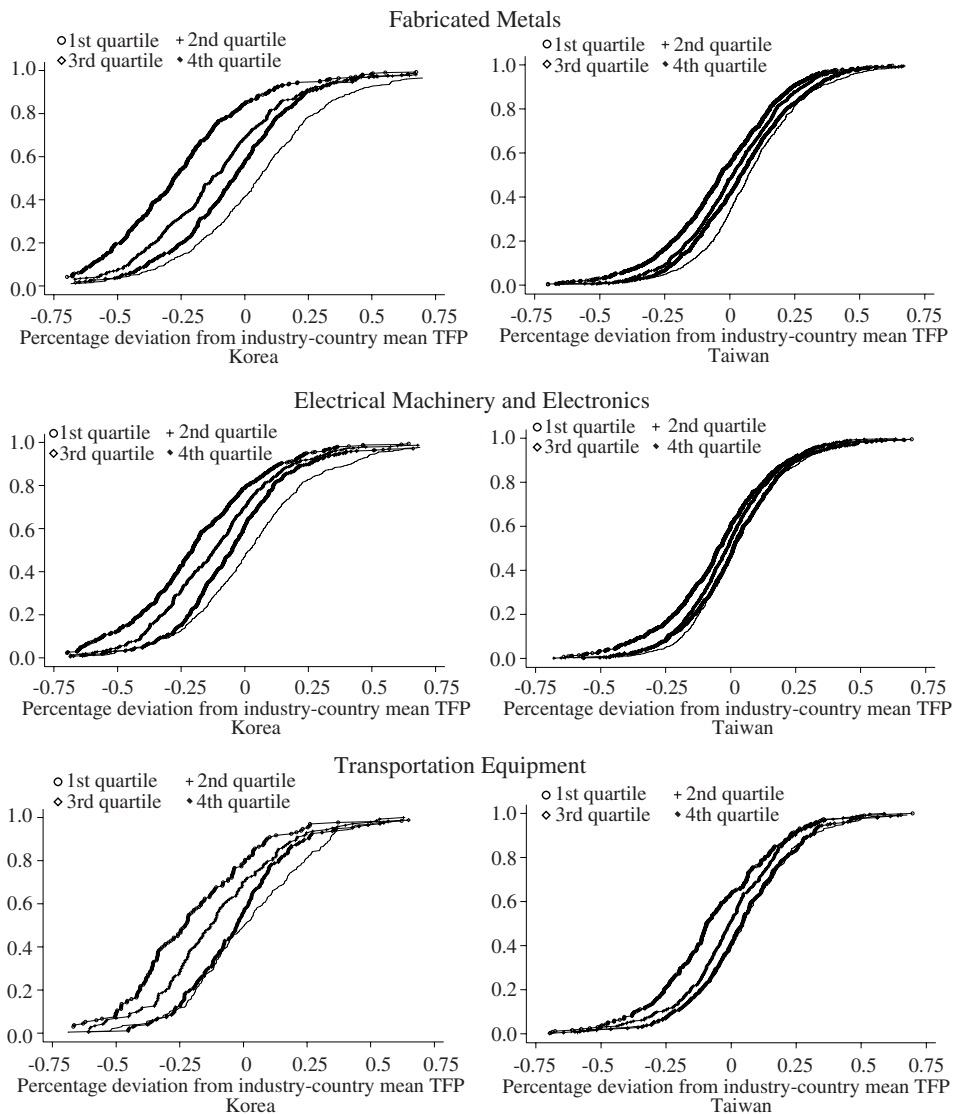 Fabricated Metals
1st quartile 2nd quartile
3rd quartile 4th quartile
1.0
0.8
0.6
0.4
0.2
0.0
-0.75 -0.5 -0.25 0 0.25 0.5 0.75
Percentage deviation from industry-country mean TFP
Korea
1st quartile 2nd quartile
3rd quartile 4th quartile
1.0
0.8
0.6
0.4
0.2
0.0
-0.75 -0.5 -0.25 0 0.25 0.5 0.75
Percentage deviation from industry-country mean TFP
Taiwan
Electrical Machinery and Electronics
1st quartile 2nd quartile
3rd quartile 4th quartile
1.0
0.8
0.6
0.4
0.2
0.0
-0.75 -0.5 -0.25 0 0.25 0.5 0.75
Percentage deviation from industry-country mean TFP
Korea
1st quartile 2nd quartile
3rd quartile 4th quartile
1.0
0.8
0.6
0.4
0.2
0.0
-0.75 -0.5 -0.25 0 0.25 0.5 0.75
Percentage deviation from industry-country mean TFP
Taiwan
Transportation Equipment
1st quartile 2nd quartile
3rd quartile 4th quartile
1.0
0.8
0.6
0.4
0.2
0.0
-0.75 -0.5 -0.25 0 0.25 0.5 0.75
Percentage deviation from industry-country mean TFP
Korea
1st quartile 2nd quartile
3rd quartile 4th quartile
1.0
0.8
0.6
0.4
0.2
0.0
-0.75 -0.5 -0.25 0 0.25 0.5 0.75
Percentage deviation from industry-country mean TFP
Taiwan